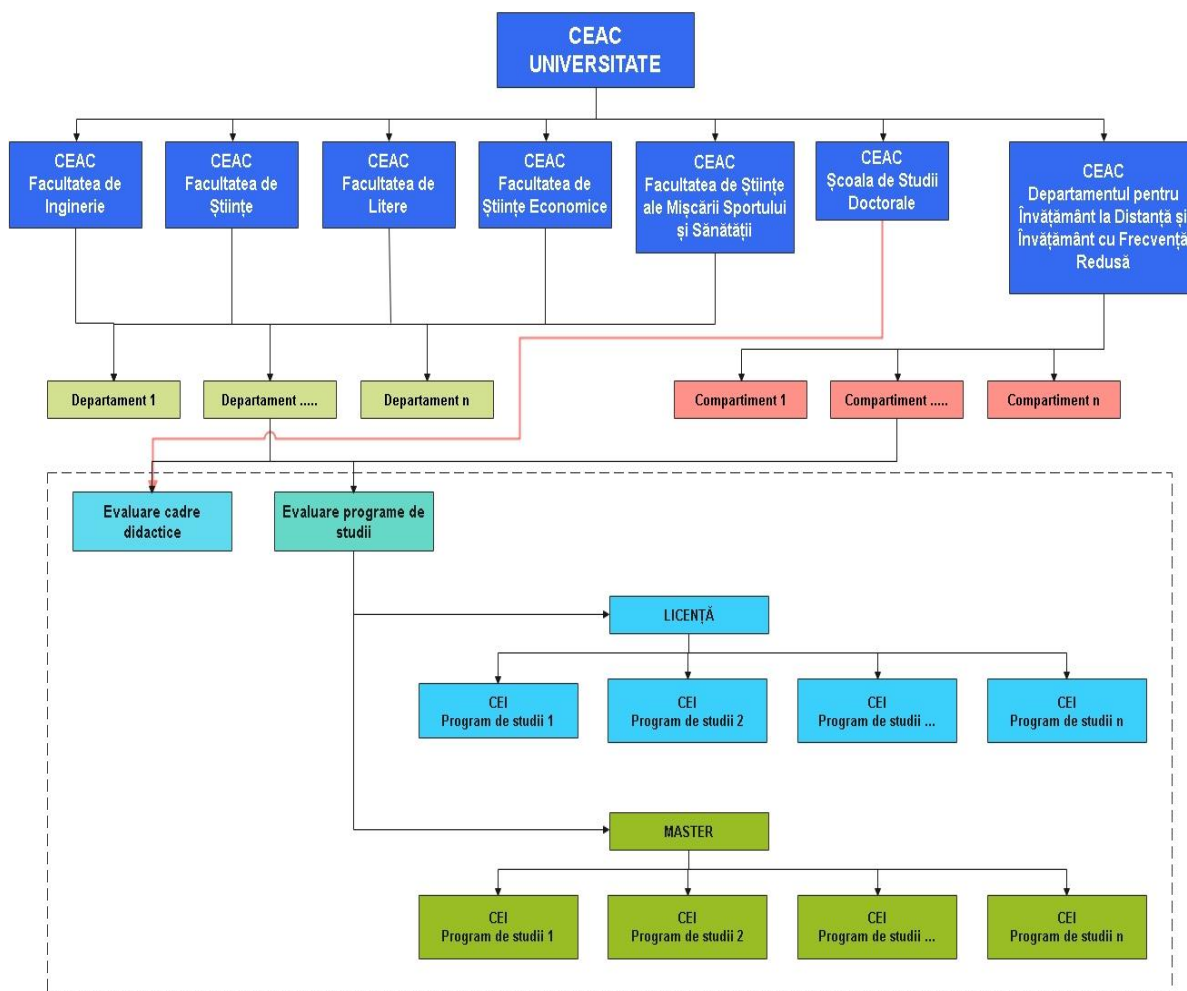 CEAC
UNIVERSITATE
CEAC
Facultatea de
Inginerie
CEAC
Facultatea de
Științe
CEAC
Facultatea de
Litere
CEAC
Facultatea de
Științe Economice
CEAC
Facultatea de Științe
ale Mișcării Sportului
și Sănătății
CEAC
Școala de Studii
Doctorale
CEAC
Departamentul pentru
Învățământ la Distanță și
Învățământ cu Frecvență
Redusă
Departament 1
Departament .....
Departament n
Compartiment 1
Compartiment .....
Compartiment n
Evaluare cadre
didactice
Evaluare programe de
studii
LICENȚĂ
CEI
Program de studii 1
CEI
Program de studii 2
CEI
Program de studii ...
CEI
Program de studii n
MASTER
CEI
Program de studii 1
CEI
Program de studii 2
CEI
Program de studii ...
CEI
Program de studii n